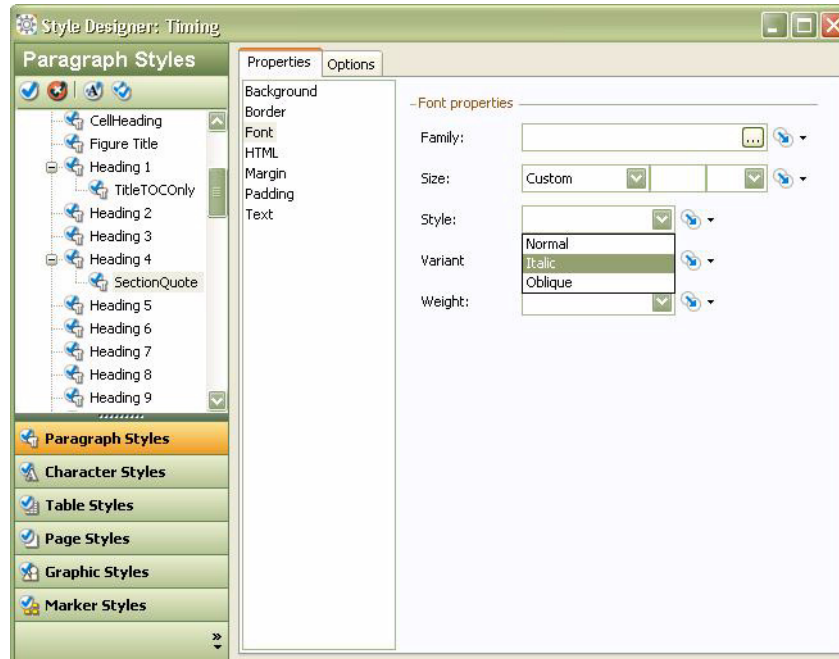 Style Designer: Timing
Paragraph Styles
CellHeading
Figure Title
Heading 1
TitleTOCOnly
Heading 2
Heading 3
Heading 4
SectionQuote
Heading 5
Heading 6
Heading 7
Heading 8
Heading 9
Paragraph Styles
Character Styles
Table Styles
Page Styles
Graphic Styles
Marker Styles
Properties
Options
Background
Border
Font
HTML
Margin
Padding
Text
Font properties
Family:
Size: Custom
Style:
Normal
Variant Italic
Oblique
Weight: